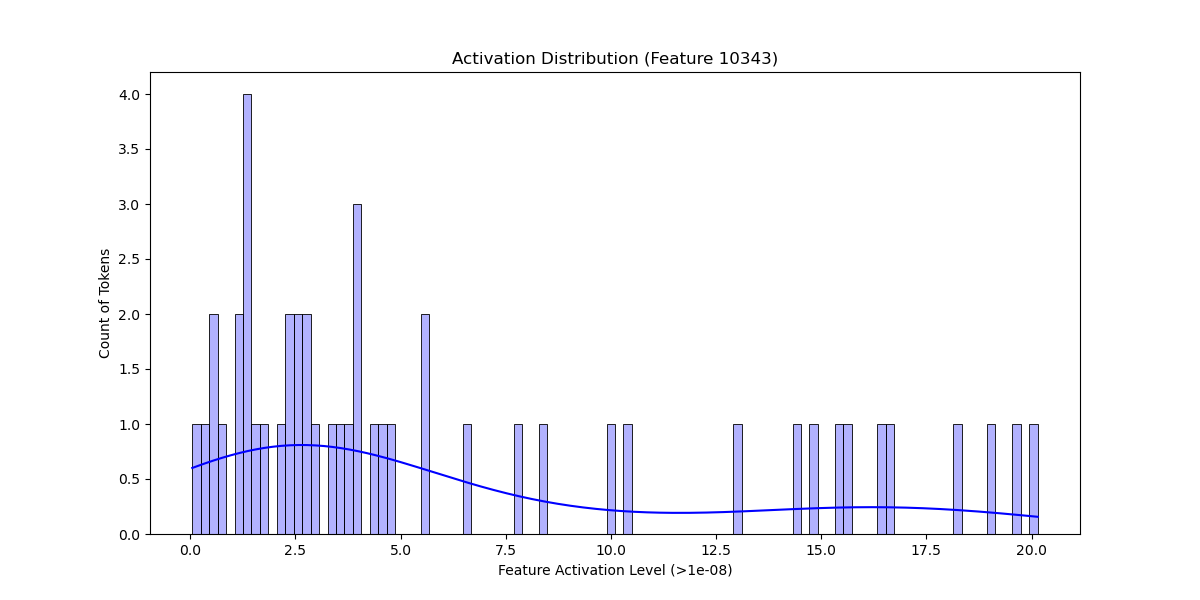 Activation Distribution (Feature 10343)
Count of Tokens
4.0
3.5
3.0
2.5
2.0
1.5
1.0
0.5
0.0
0.0 2.5 5.0 7.5 10.0 12.5 15.0 17.5 20.0
Feature Activation Level (>1e-08)